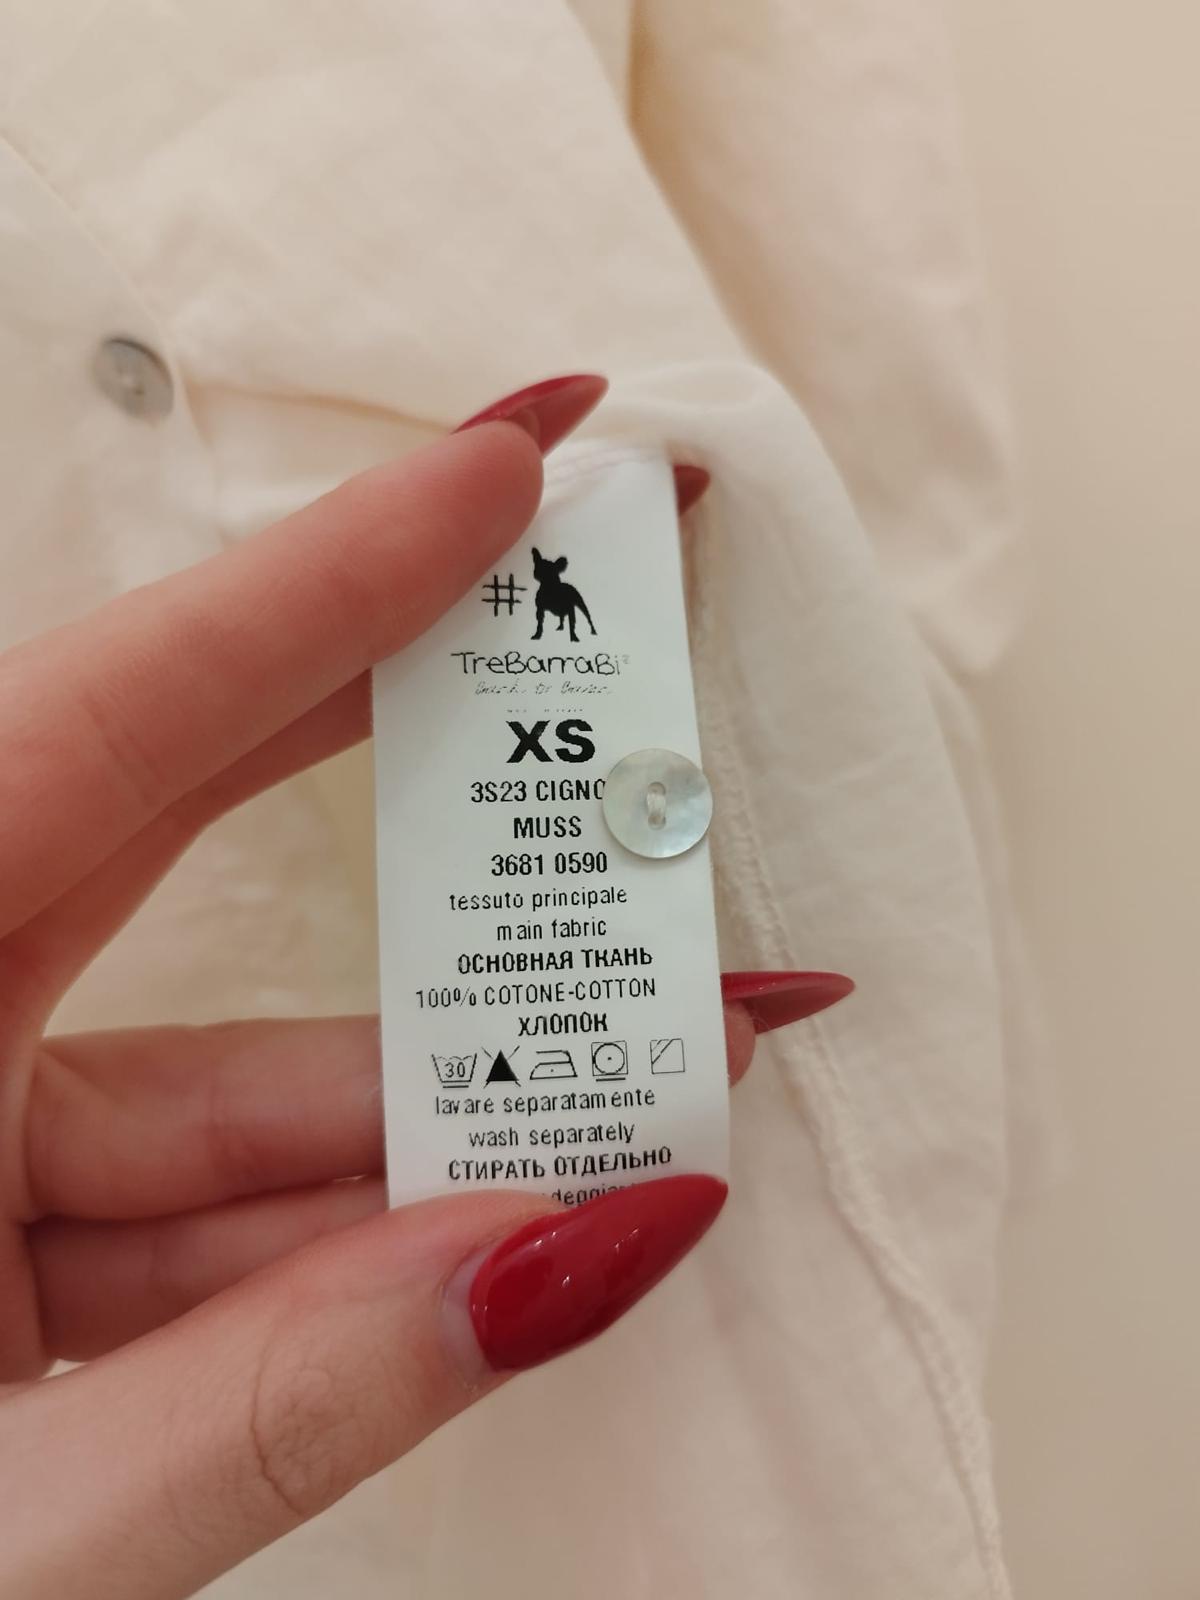 #
TreBarraBi
XS
3S23 CIGNO
MUSS
3681 0590
tessuto principale
main fabric
ОСНОВНАЯ ТКАНЬ
100% COTONE-COTTON
ХЛОПОК
30
lavare separatamente
wash separately
СТИРАТЬ ОТДЕЛЬНО